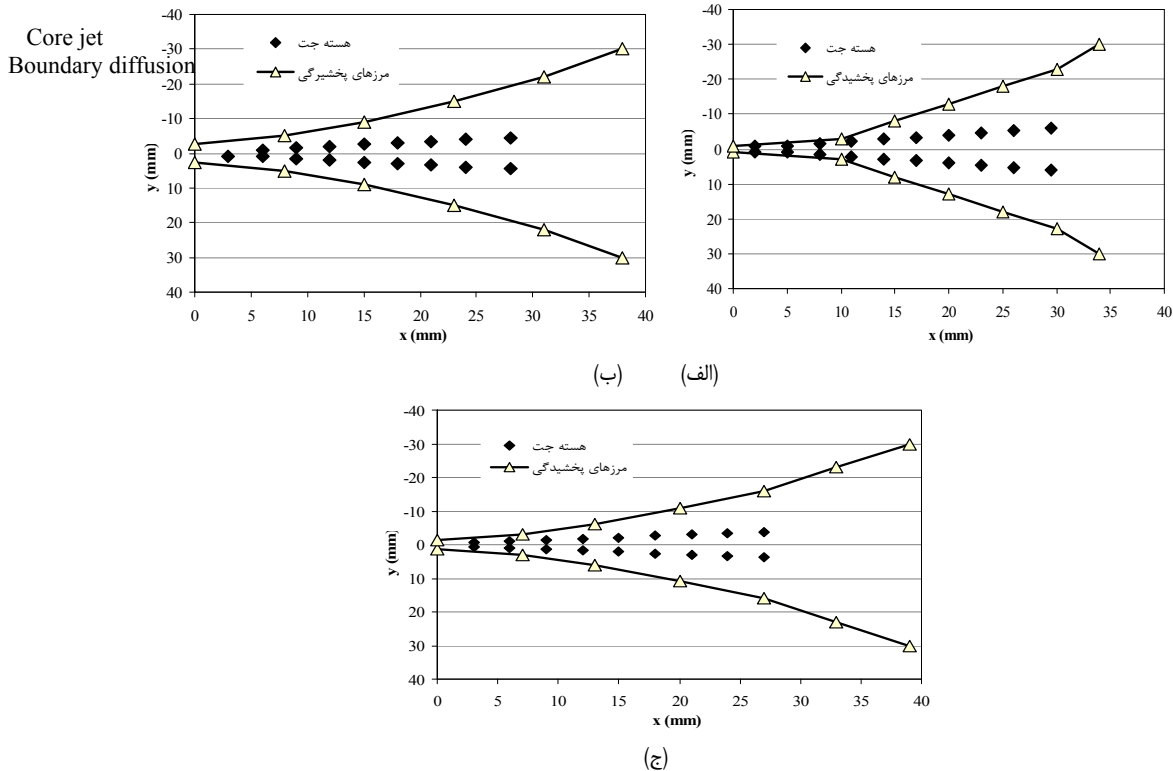 Core jet
Boundary diffusion
-40
-30
-20
-10
0
10
20
30
40
y (mm)
هسته جت
مرزهای پخشیرگی
0 5 10 15 20 25 30 35 40
x (mm)
-40
-30
-20
-10
0
10
20
30
40
y (mm)
هسته جت
مرزهای پخشیدگی
0 5 10 15 20 25 30 35 40
x (mm)
(الف) (ب)
-40
-30
-20
-10
0
10
20
30
40
y (mm)
هسته جت
مرزهای پخشیدگی
0 5 10 15 20 25 30 35 40
x (mm)
(ج)